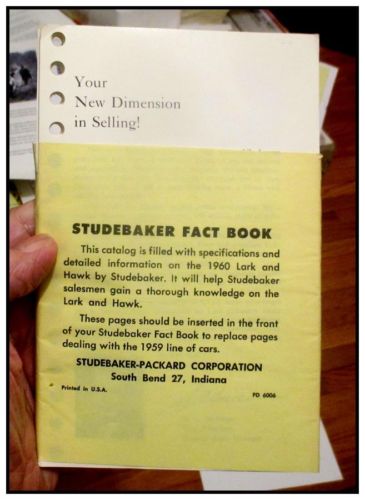 Your
New Dimension
in Selling!
STUDEBAKER FACT BOOK
This catalog is filled with specifications and
detailed information on the 1960 Lark and
Hawk by Studebaker. It will help Studebaker
salesmen gain a thorough knowledge on the
Lark and Hawk.
These pages should be inserted in the front
of your Studebaker Fact Book to replace pages
dealing with the 1959 line of cars.
STUDEBAKER-PACKARD CORPORATION
South Bend 27, Indiana
Printed in U.S.A.
PD 6006